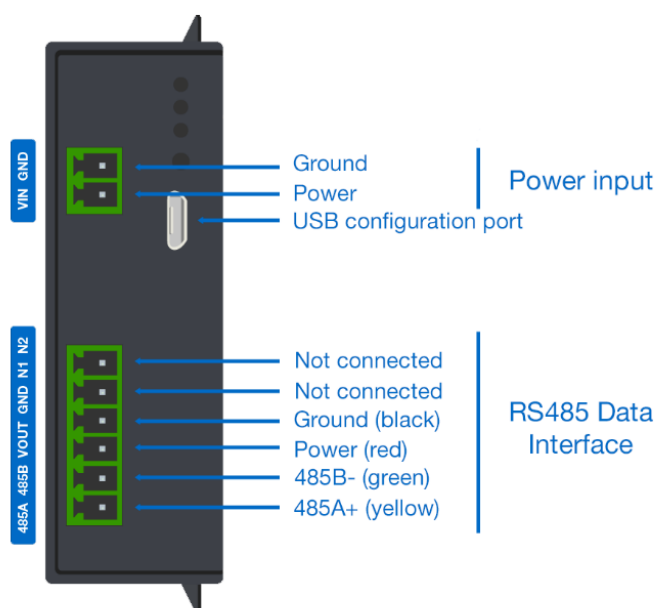 VIN GND
Ground
Power
USB configuration port
Power input
485A 485B VOUT GND N1 N2
Not connected
Not connected
Ground (black)
Power (red)
485B- (green)
485A+ (yellow)
RS485 Data
Interface